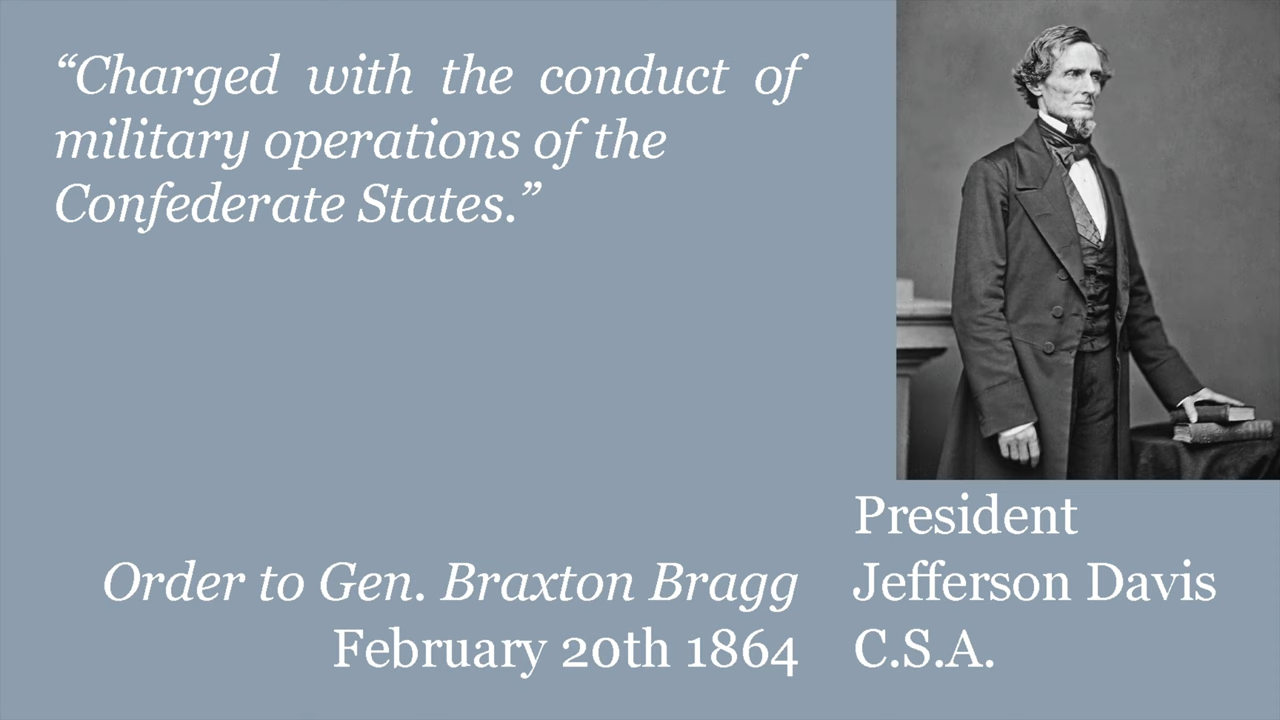 “Charged with the conduct of
military operations of the
Confederate States.”
Order to Gen. Braxton Bragg
February 20th 1864
President
Jefferson Davis
C.S.A.